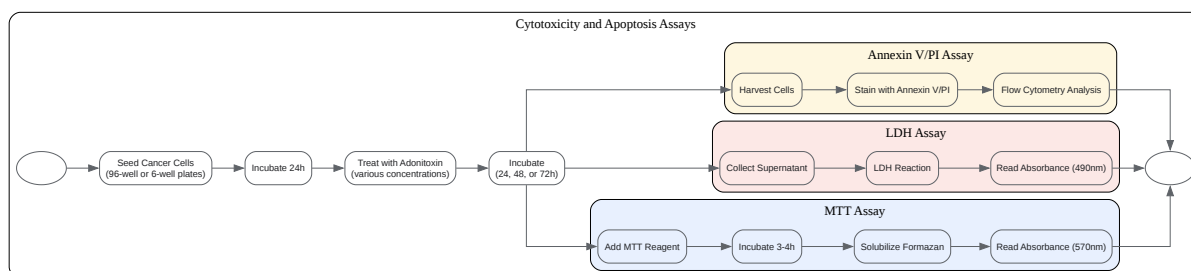 Cytotoxicity and Apoptosis Assays
Seed Cancer Cells
(96-well or 6-well plates)
Incubate 24h
Treat with Adonitoxin
(various concentrations)
Incubate
(24, 48, or 72h)
Annexin V/PI Assay
Harvest Cells
Stain with Annexin V/PI
Flow Cytometry Analysis
LDH Assay
Collect Supernatant
LDH Reaction
Read Absorbance (490nm)
MTT Assay
Add MTT Reagent
Incubate 3-4h
Solubilize Formazan
Read Absorbance (570nm)